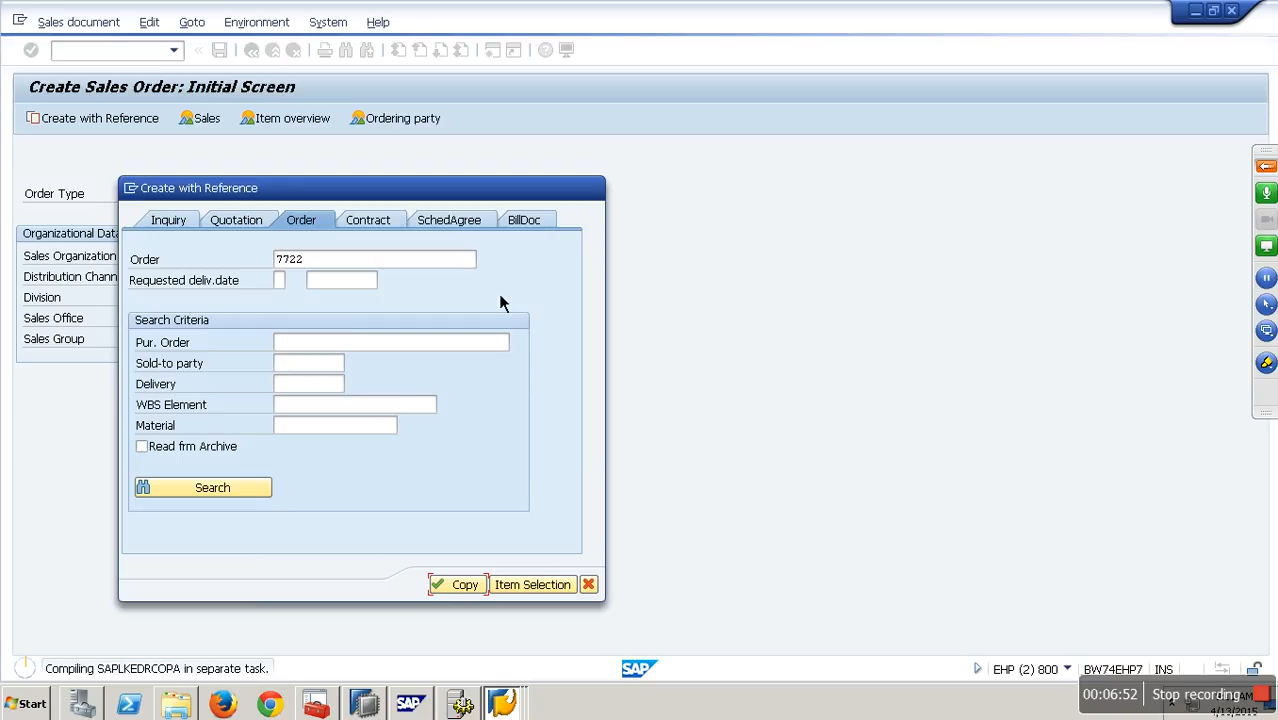 Sales document Edit Goto Environment System Help
Create Sales Order: Initial Screen
Create with Reference Sales Item overview Ordering party
Order Type
Organizational Data
Sales Organization
Distribution Chann
Division
Sales Office
Sales Group
Create with Reference
Inquiry Quotation Order Contract SchedAgree BillDoc
Order 7722
Requested deliv.date
Search Criteria
Pur. Order
Sold-to party
Delivery
WBS Element
Material
Read frm Archive
Search
Copy Item Selection
Compiling SAPLKEDRCOPA in separate task.
SAP
EHP (2) 800 BW74EHP7 INS
Start
SAP
00:06:52 Stop recording
4/13/2015